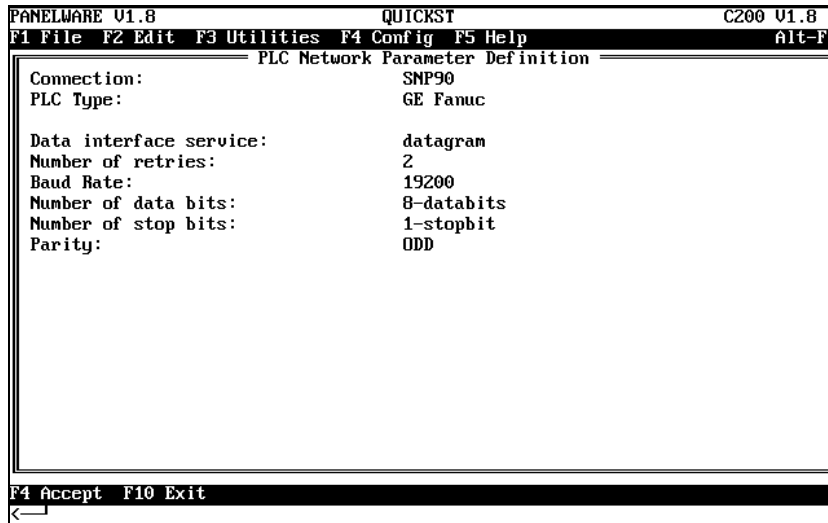 PANELWARE V1.8 QUICKST C200 V1.8
F1 File F2 Edit F3 Utilities F4 Config F5 Help Alt-F
PLC Network Parameter Definition
Connection: SNP90
PLC Type: GE Fanuc
Data interface service: datagram
Number of retries: 2
Baud Rate: 19200
Number of data bits: 8-databits
Number of stop bits: 1-stopbit
Parity: ODD
F4 Accept F10 Exit